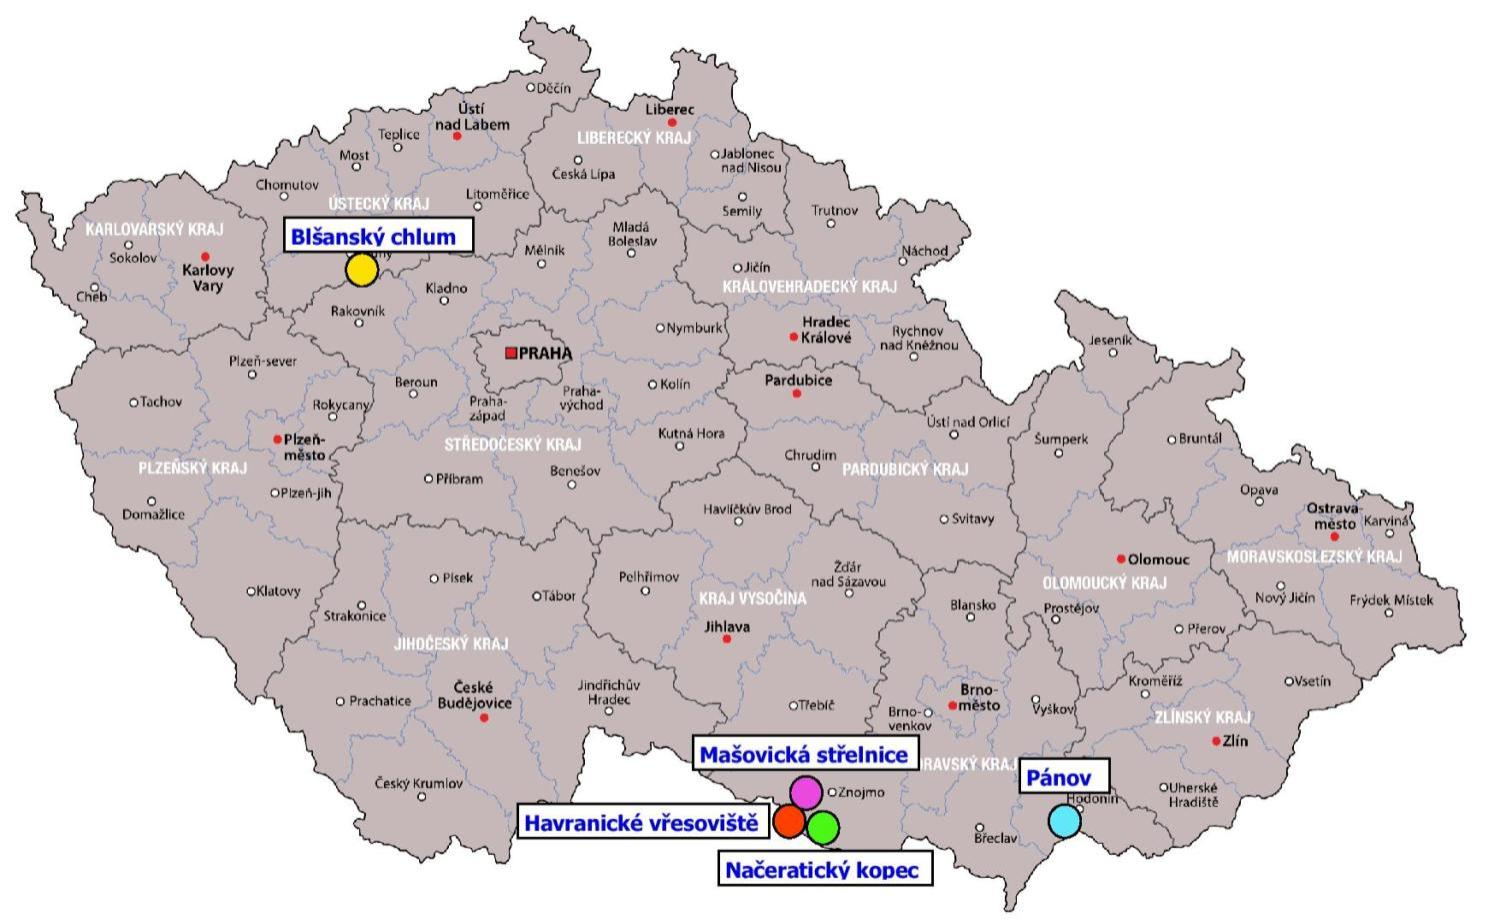 Děčín
Ústí
nad Labem
Liberec
LIBERECKÝ KRAJ
Teplice
Most
Jablonec
nad Nisou
Česká Lípa
Chomutov
ÚSTECKÝ KRAJ
Litoměřice
Semily
Trutnov
KARLOVARSKÝ KRAJ
Sokolov
Karlovy
Vary
Cheb
Blšanský chlum
Mělník
Mladá
Boleslav
Náchod
Jičín
KRÁLOVEHRADECKÝ KRAJ
Kladno
Rakovník
Nymburk
Hradec
Králové
Rychnov
nad Kněžnou
Jeseník
PRAHA
Plzeň-sever
Beroun
Praha-
západ
Praha-
východ
Kolín
Pardubice
Tachov
Rokycany
Kutná Hora
Ústí nad Orlicí
Šumperk
Bruntál
Plzeň-
město
STŘEDOČESKÝ KRAJ
PLZEŇSKÝ KRAJ
Chrudim
PARDUBICKÝ KRAJ
Příbram
Benešov
Plzeň-jih
Domažlice
Havlíčkův Brod
Svitavy
Opava
Ostrava-
město
Karviná
MORAVSKOSLEZSKÝ KRAJ
Olomouc
OLOMOUCKÝ KRAJ
Klatovy
Písek
Tábor
Pelhřimov
Žďár
nad Sázavou
KRAJ VYSOČINA
Strakonice
Jihlava
Blansko
Prostějov
Nový Jičín
Frýdek Místek
Přerov
JIHOČESKÝ KRAJ
České
Budějovice
Prachatice
Jindřichův
Hradec
Třebíč
Brno-
město
Brno-
venkov
Vyškov
Kroměříž
Vsetín
ZLÍNSKÝ KRAJ
Zlín
Mašovická střelnice
RAVSKÝ KRAJ
Pánov
Český Krumlov
Znojmo
Hodonín
Uherské
Hradiště
Havranické vřesoviště
Břeclav
Načeratický kopec